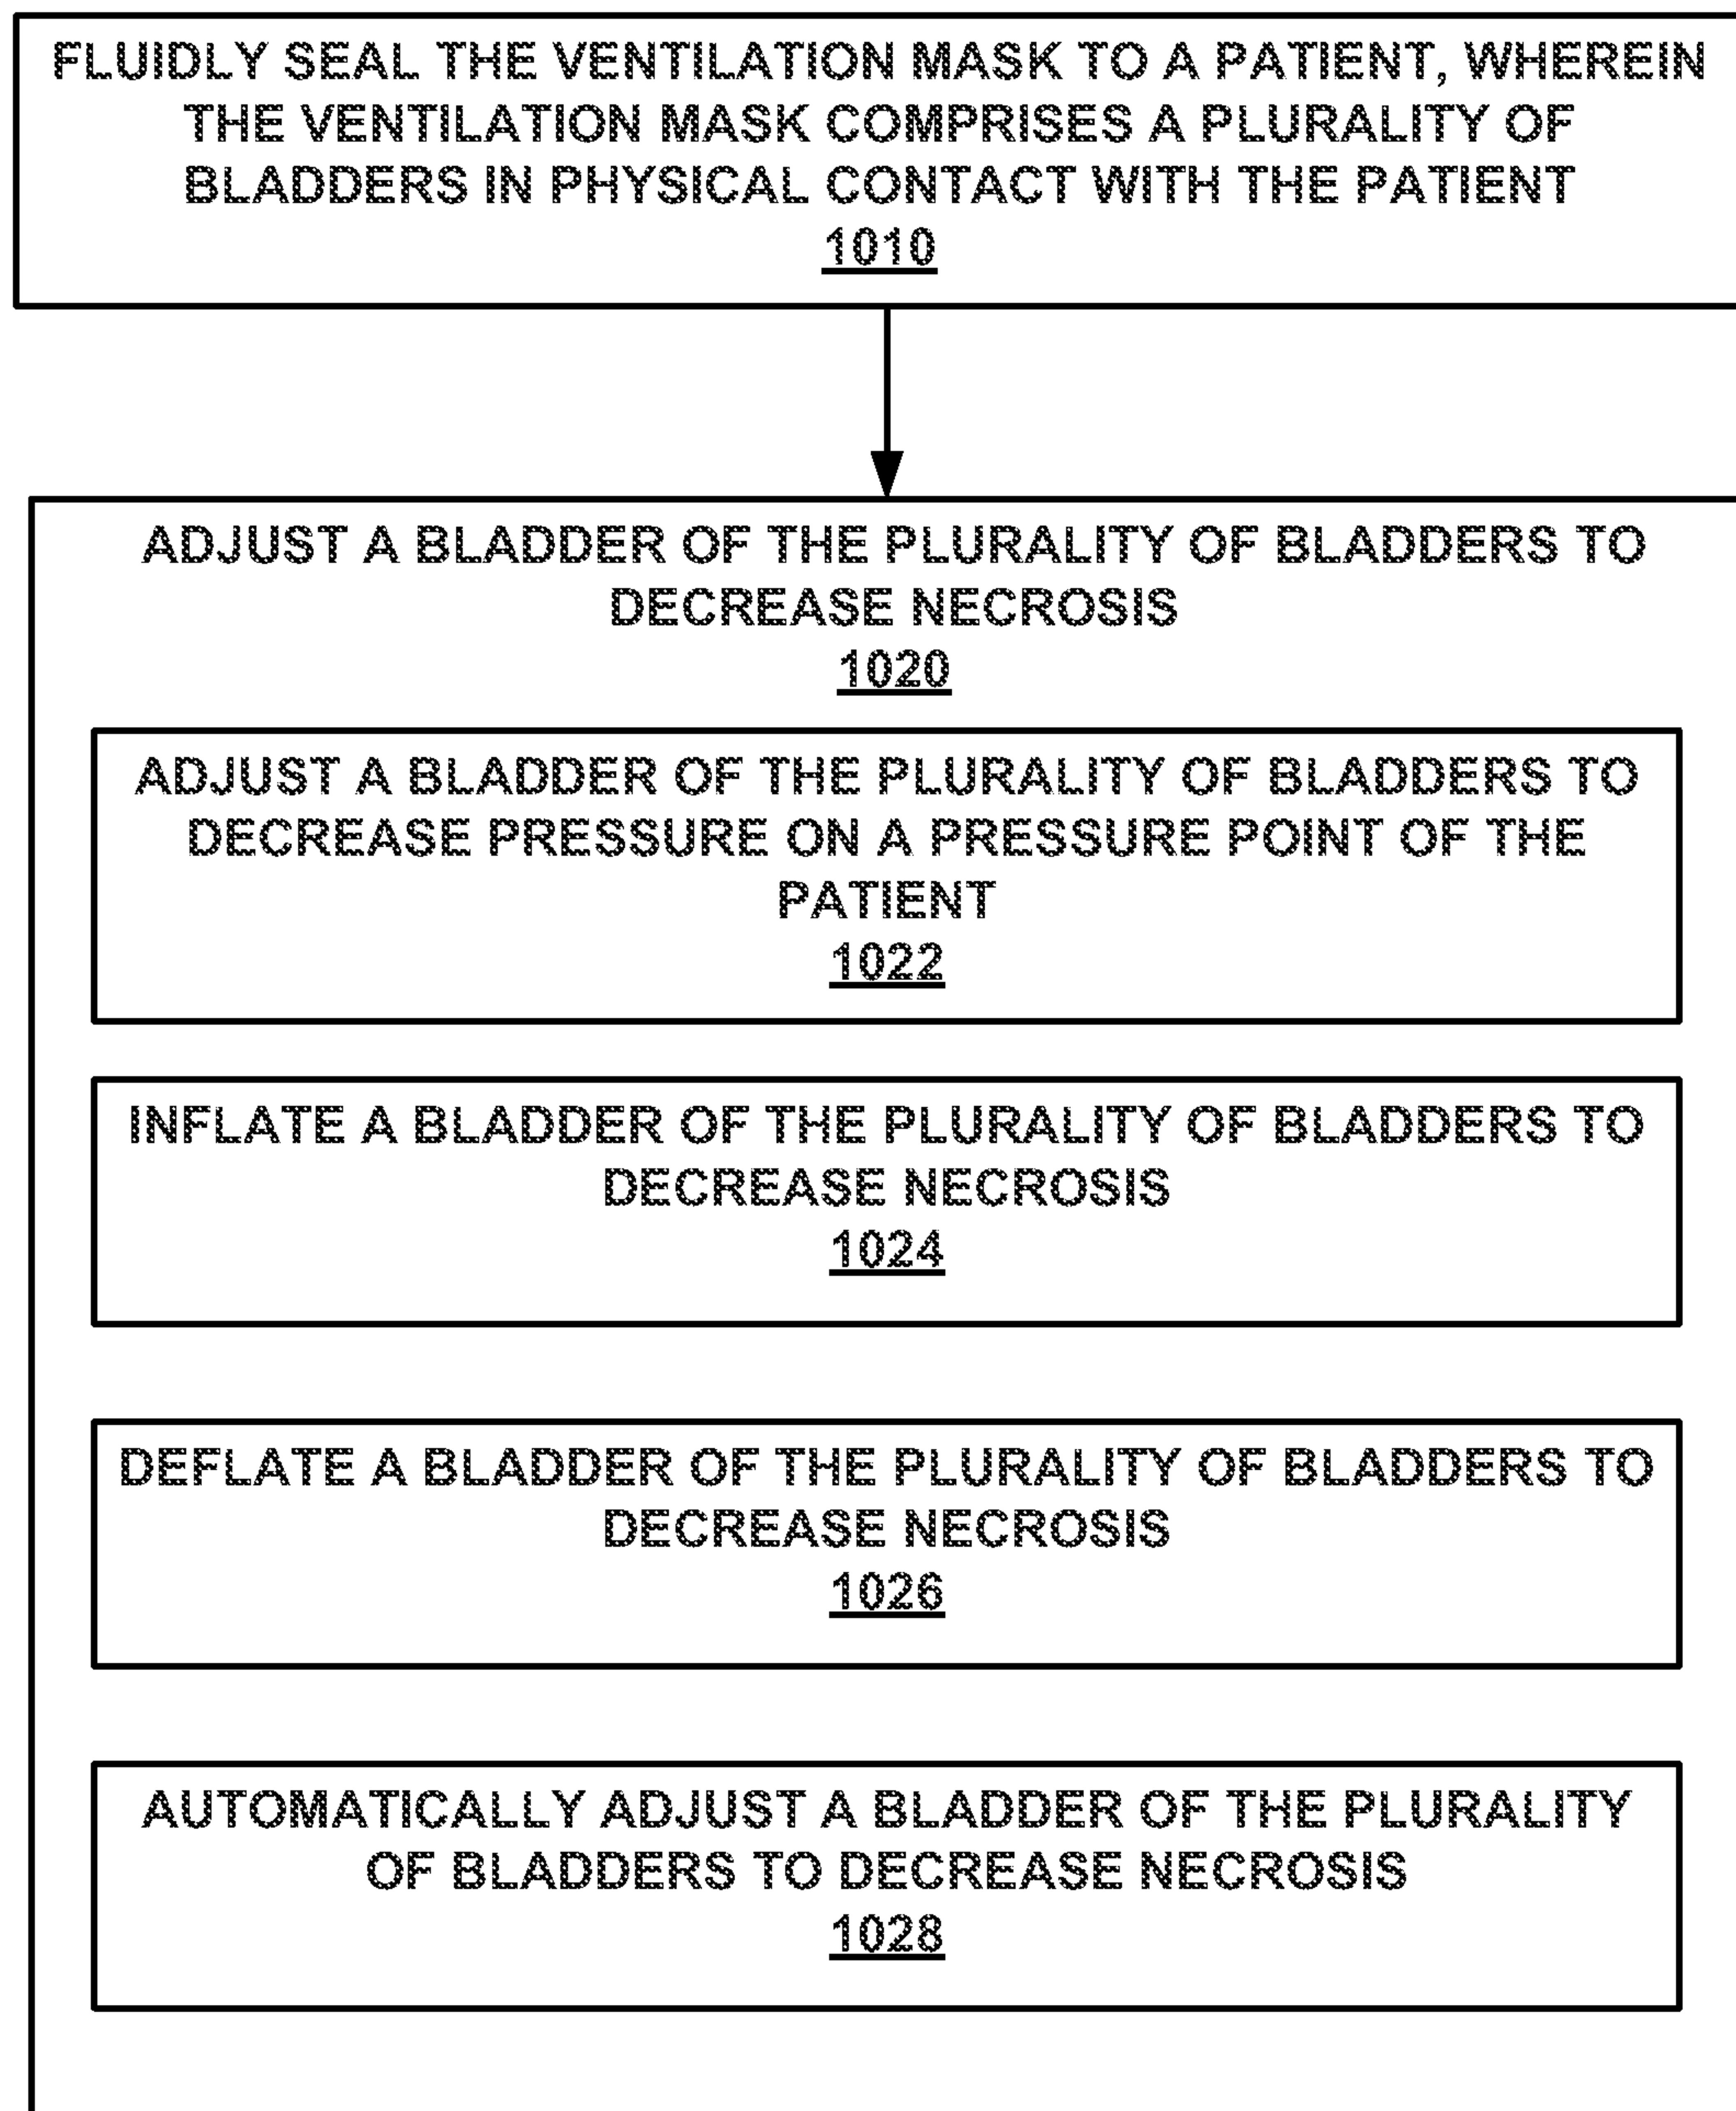 FLUIDLY SEAL THE VENTILATION MASK TO A PATIENT, WHEREIN
THE VENTILATION MASK COMPRISES A PLURALITY OF
BLADDERS IN PHYSICAL CONTACT WITH THE PATIENT
1010
ADJUST A BLADDER OF THE PLURALITY OF BLADDERS TO
DECREASE NECROSIS
1020
ADJUST A BLADDER OF THE PLURALITY OF BLADDERS TO
DECREASE PRESSURE ON A PRESSURE POINT OF THE
PATIENT
1022
INFLATE A BLADDER OF THE PLURALITY OF BLADDERS TO
DECREASE NECROSIS
1024
DEFLATE A BLADDER OF THE PLURALITY OF BLADDERS TO
DECREASE NECROSIS
1026
AUTOMATICALLY ADJUST A BLADDER OF THE PLURALITY
OF BLADDERS TO DECREASE NECROSIS
1028